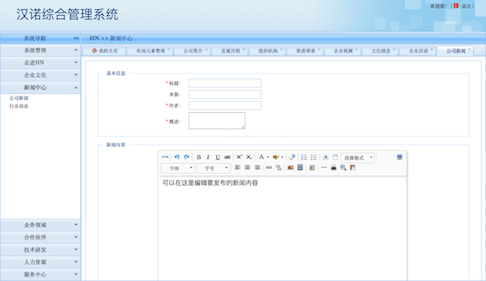 汉诺综合管理系统
欢迎您! | 退出 |
系统导航
HN >> 新闻中心
系统管理
走进HN
企业文化
新闻中心
公司新闻
行业动态
业务领域
合作伙伴
技术研发
人力资源
服务中心
我的主页 布局元素管理 公司简介 发展历程 组织机构 资质荣誉 企业视频 文化理念 企业活动 公司新闻
基本信息
* 标题:
来源:
* 作者:
* 概述:
新闻内容
HTML B I U ABC X² X₂ A 段落样式
字体 字号
可以在这里编辑要发布的新闻内容